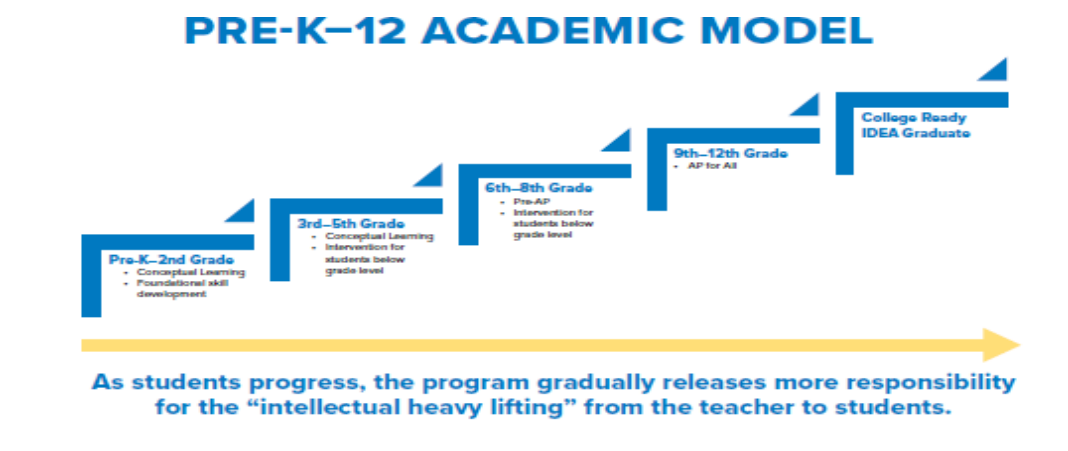 PRE-K–12 ACADEMIC MODEL
Pre-K–2nd Grade
• Conceptual Learning
• Foundational skill
development
3rd–5th Grade
• Conceptual Learning
• Intervention for
students below
grade level
6th–8th Grade
• Pre-AP
• Intervention for
students below
grade level
9th–12th Grade
• AP for All
College Ready
IDEA Graduate
As students progress, the program gradually releases more responsibility
for the “intellectual heavy lifting” from the teacher to students.